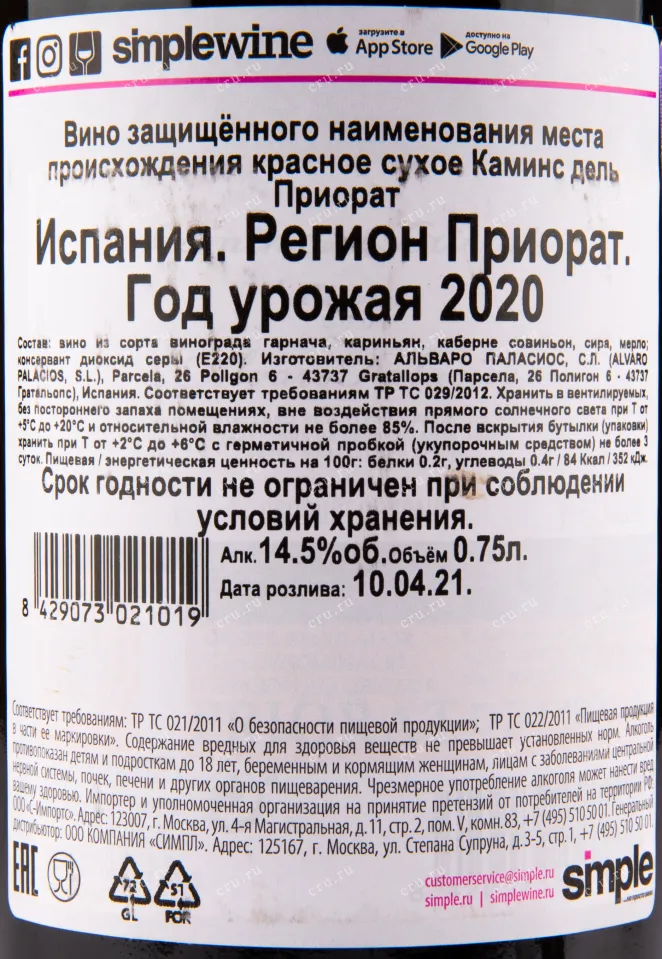 simplewine загрузите в App Store доступно на Google Play
Вино защищённого наименования места
происхождения красное сухое Каминс дель
Приорат
Испания. Регион Приорат.
Год урожая 2020
Состав: вино из сорта винограда гарнача, кариньян, каберне совиньон, сира, мерло;
консервант диоксид серы (E220). Изготовитель: АЛЬВАРО ПАЛАСИОС, С.Л. (ALVARO
PALACIOS, S.L.), Parcela, 26 Poligon 6 - 43737 Gratallops (Парсела, 26 Полигон 6 - 43737
Гратальопс), Испания. Соответствует требованиям ТР ТС 029/2012. Хранить в вентилируемых,
без постороннего запаха помещениях, вне воздействия прямого солнечного света при Т от
+5°С до +20°С и относительной влажности не более 85%. После вскрытия бутылки (упаковки)
хранить при Т от +2°С до +6°С с герметичной пробкой (укупорочным средством) не более 3
суток. Пищевая / энергетическая ценность на 100г: белки 0.2г, углеводы 0.4г / 84 Ккал / 352 кДж.
Срок годности не ограничен при соблюдении
условий хранения.
Алк. 14.5%об. Объём 0.75л.
Дата розлива: 10.04.21.
8 429073 021019
Соответствует требованиям: ТР ТС 021/2011 «О безопасности пищевой продукции»; ТР ТС 022/2011 «Пищевая продукция
в части ее маркировки». Содержание вредных для здоровья веществ не превышает установленных норм. Алкоголь
противопоказан детям и подросткам до 18 лет, беременным и кормящим женщинам, лицам с заболеваниями центральной
нервной системы, почек, печени и других органов пищеварения. Чрезмерное употребление алкоголя может нанести вред
вашему здоровью. Импортер и уполномоченная организация на принятие претензий от потребителей на территории РФ:
ООО «С-Импортс». Адрес: 123007, г. Москва, ул. 4-я Магистральная, д. 11, стр. 2, пом. V, комн. 83, +7 (495) 510 50 01. Генеральный
дистрибьютор: ООО КОМПАНИЯ «СИМПЛ». Адрес: 125167, г. Москва, ул. Степана Супруна, д. 3-5, стр. 1, +7 (495) 510 50 01.
EAC
72
GL
51
FOR
customerservice@simple.ru
simple.ru | simplewine.ru
simple